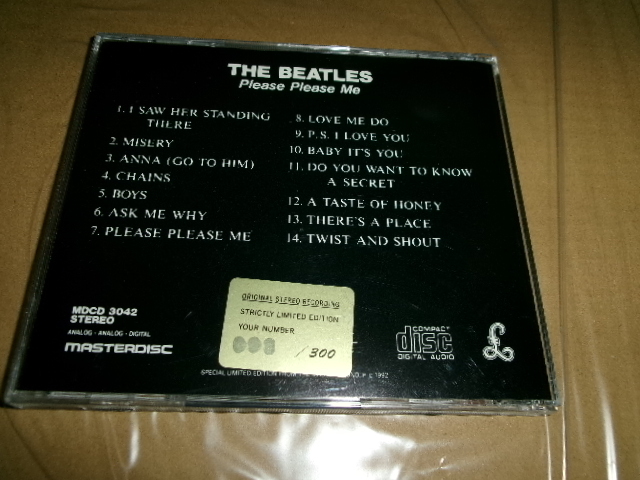 THE BEATLES
Please Please Me
1. I SAW HER STANDING
THERE
2. MISERY
3. ANNA (GO TO HIM)
4. CHAINS
5. BOYS
6. ASK ME WHY
7. PLEASE PLEASE ME
8. LOVE ME DO
9. P.S. I LOVE YOU
10. BABY IT'S YOU
11. DO YOU WANT TO KNOW
A SECRET
12. A TASTE OF HONEY
13. THERE'S A PLACE
14. TWIST AND SHOUT
MDCD 3042
STEREO
ANALOG - ANALOG - DIGITAL
MASTERDISC
ORIGINAL STEREO RECORDING
STRICTLY LIMITED EDITION
YOUR NUMBER
/ 300
COMPACT
disc
DIGITAL AUDIO
£
SPECIAL LIMITED EDITION FROM 1992